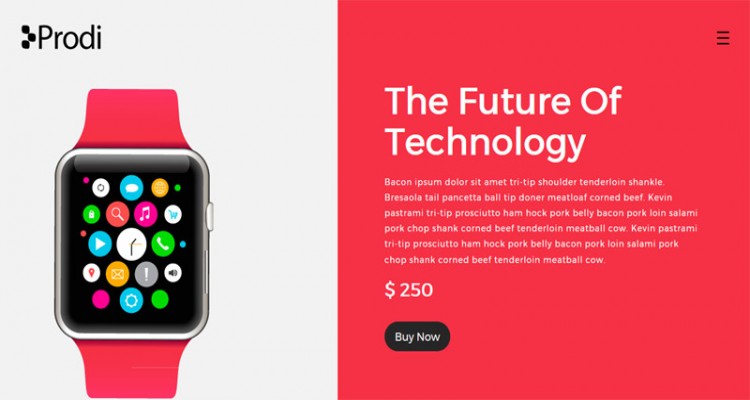 Prodi
The Future Of
Technology
Bacon ipsum dolor sit amet tri-tip shoulder tenderloin shankle.
Bresaola tail pancetta ball tip doner meatloaf corned beef. Kevin
pastrami tri-tip prosciutto ham hock pork belly bacon pork loin salami
pork chop shank corned beef tenderloin meatball cow. Kevin pastrami
tri-tip prosciutto ham hock pork belly bacon pork loin salami pork
chop shank corned beef tenderloin meatball cow.
$ 250
Buy Now